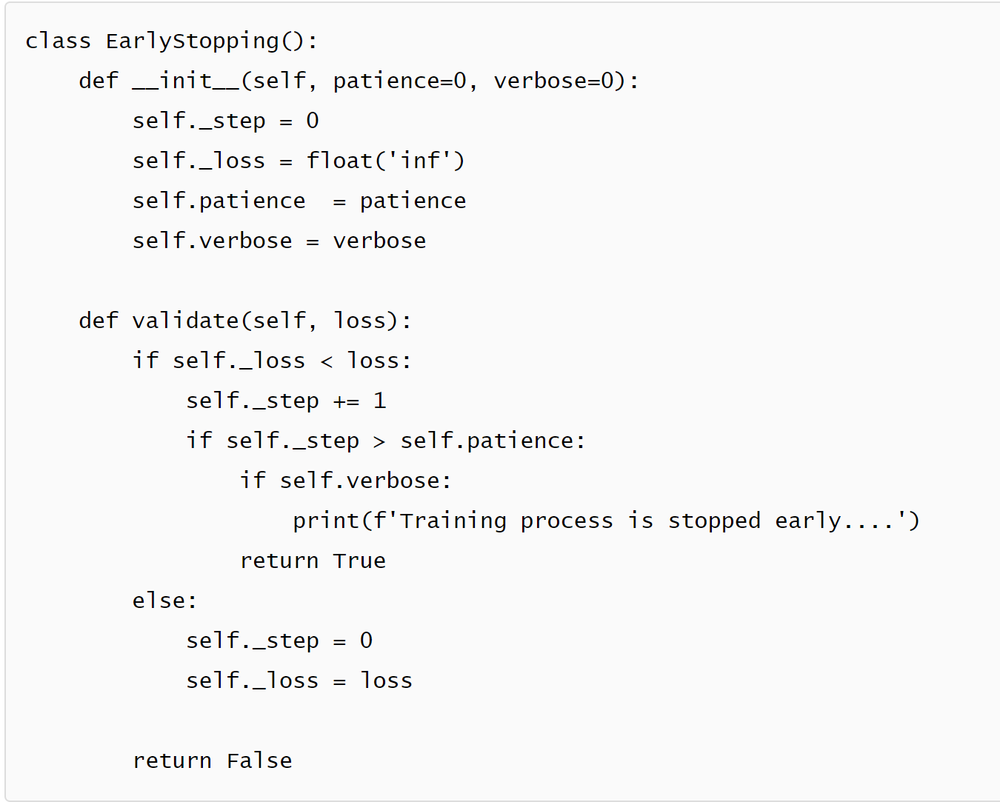 class EarlyStopping():
    def __init__(self, patience=0, verbose=0):
        self._step = 0
        self._loss = float('inf')
        self.patience  = patience
        self.verbose = verbose

    def validate(self, loss):
        if self._loss < loss:
            self._step += 1
            if self._step > self.patience:
                if self.verbose:
                    print(f'Training process is stopped early....')
                return True
        else:
            self._step = 0
            self._loss = loss

        return False